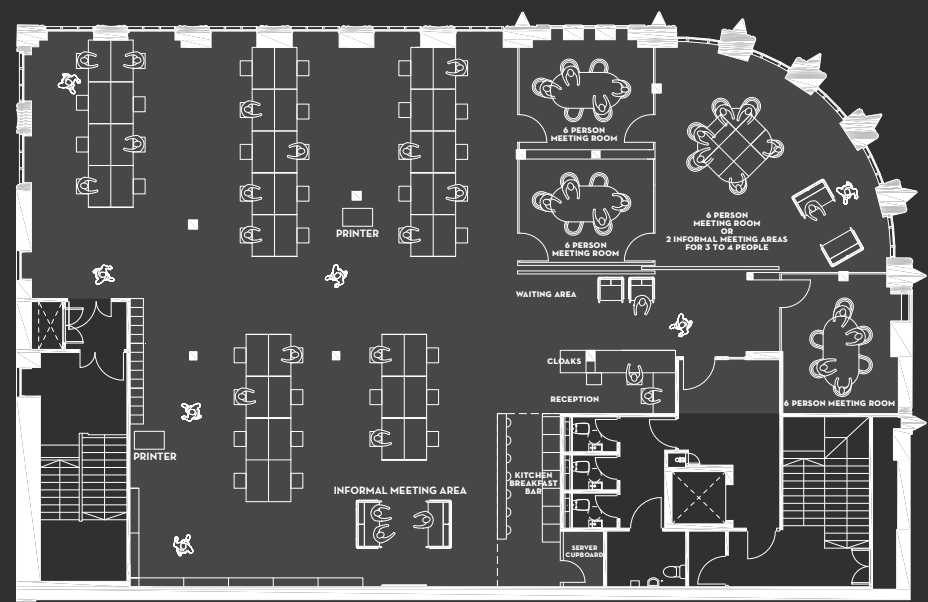 6 PERSON
MEETING ROOM
6 PERSON
MEETING ROOM
6 PERSON
MEETING ROOM
OR
2 INFORMAL MEETING AREAS
FOR 3 TO 4 PEOPLE
PRINTER
WAITING AREA
CLOAKS
RECEPTION
6 PERSON MEETING ROOM
PRINTER
INFORMAL MEETING AREA
KITCHEN
BREAKFAST
BAR
SERVER
CUPBOARD